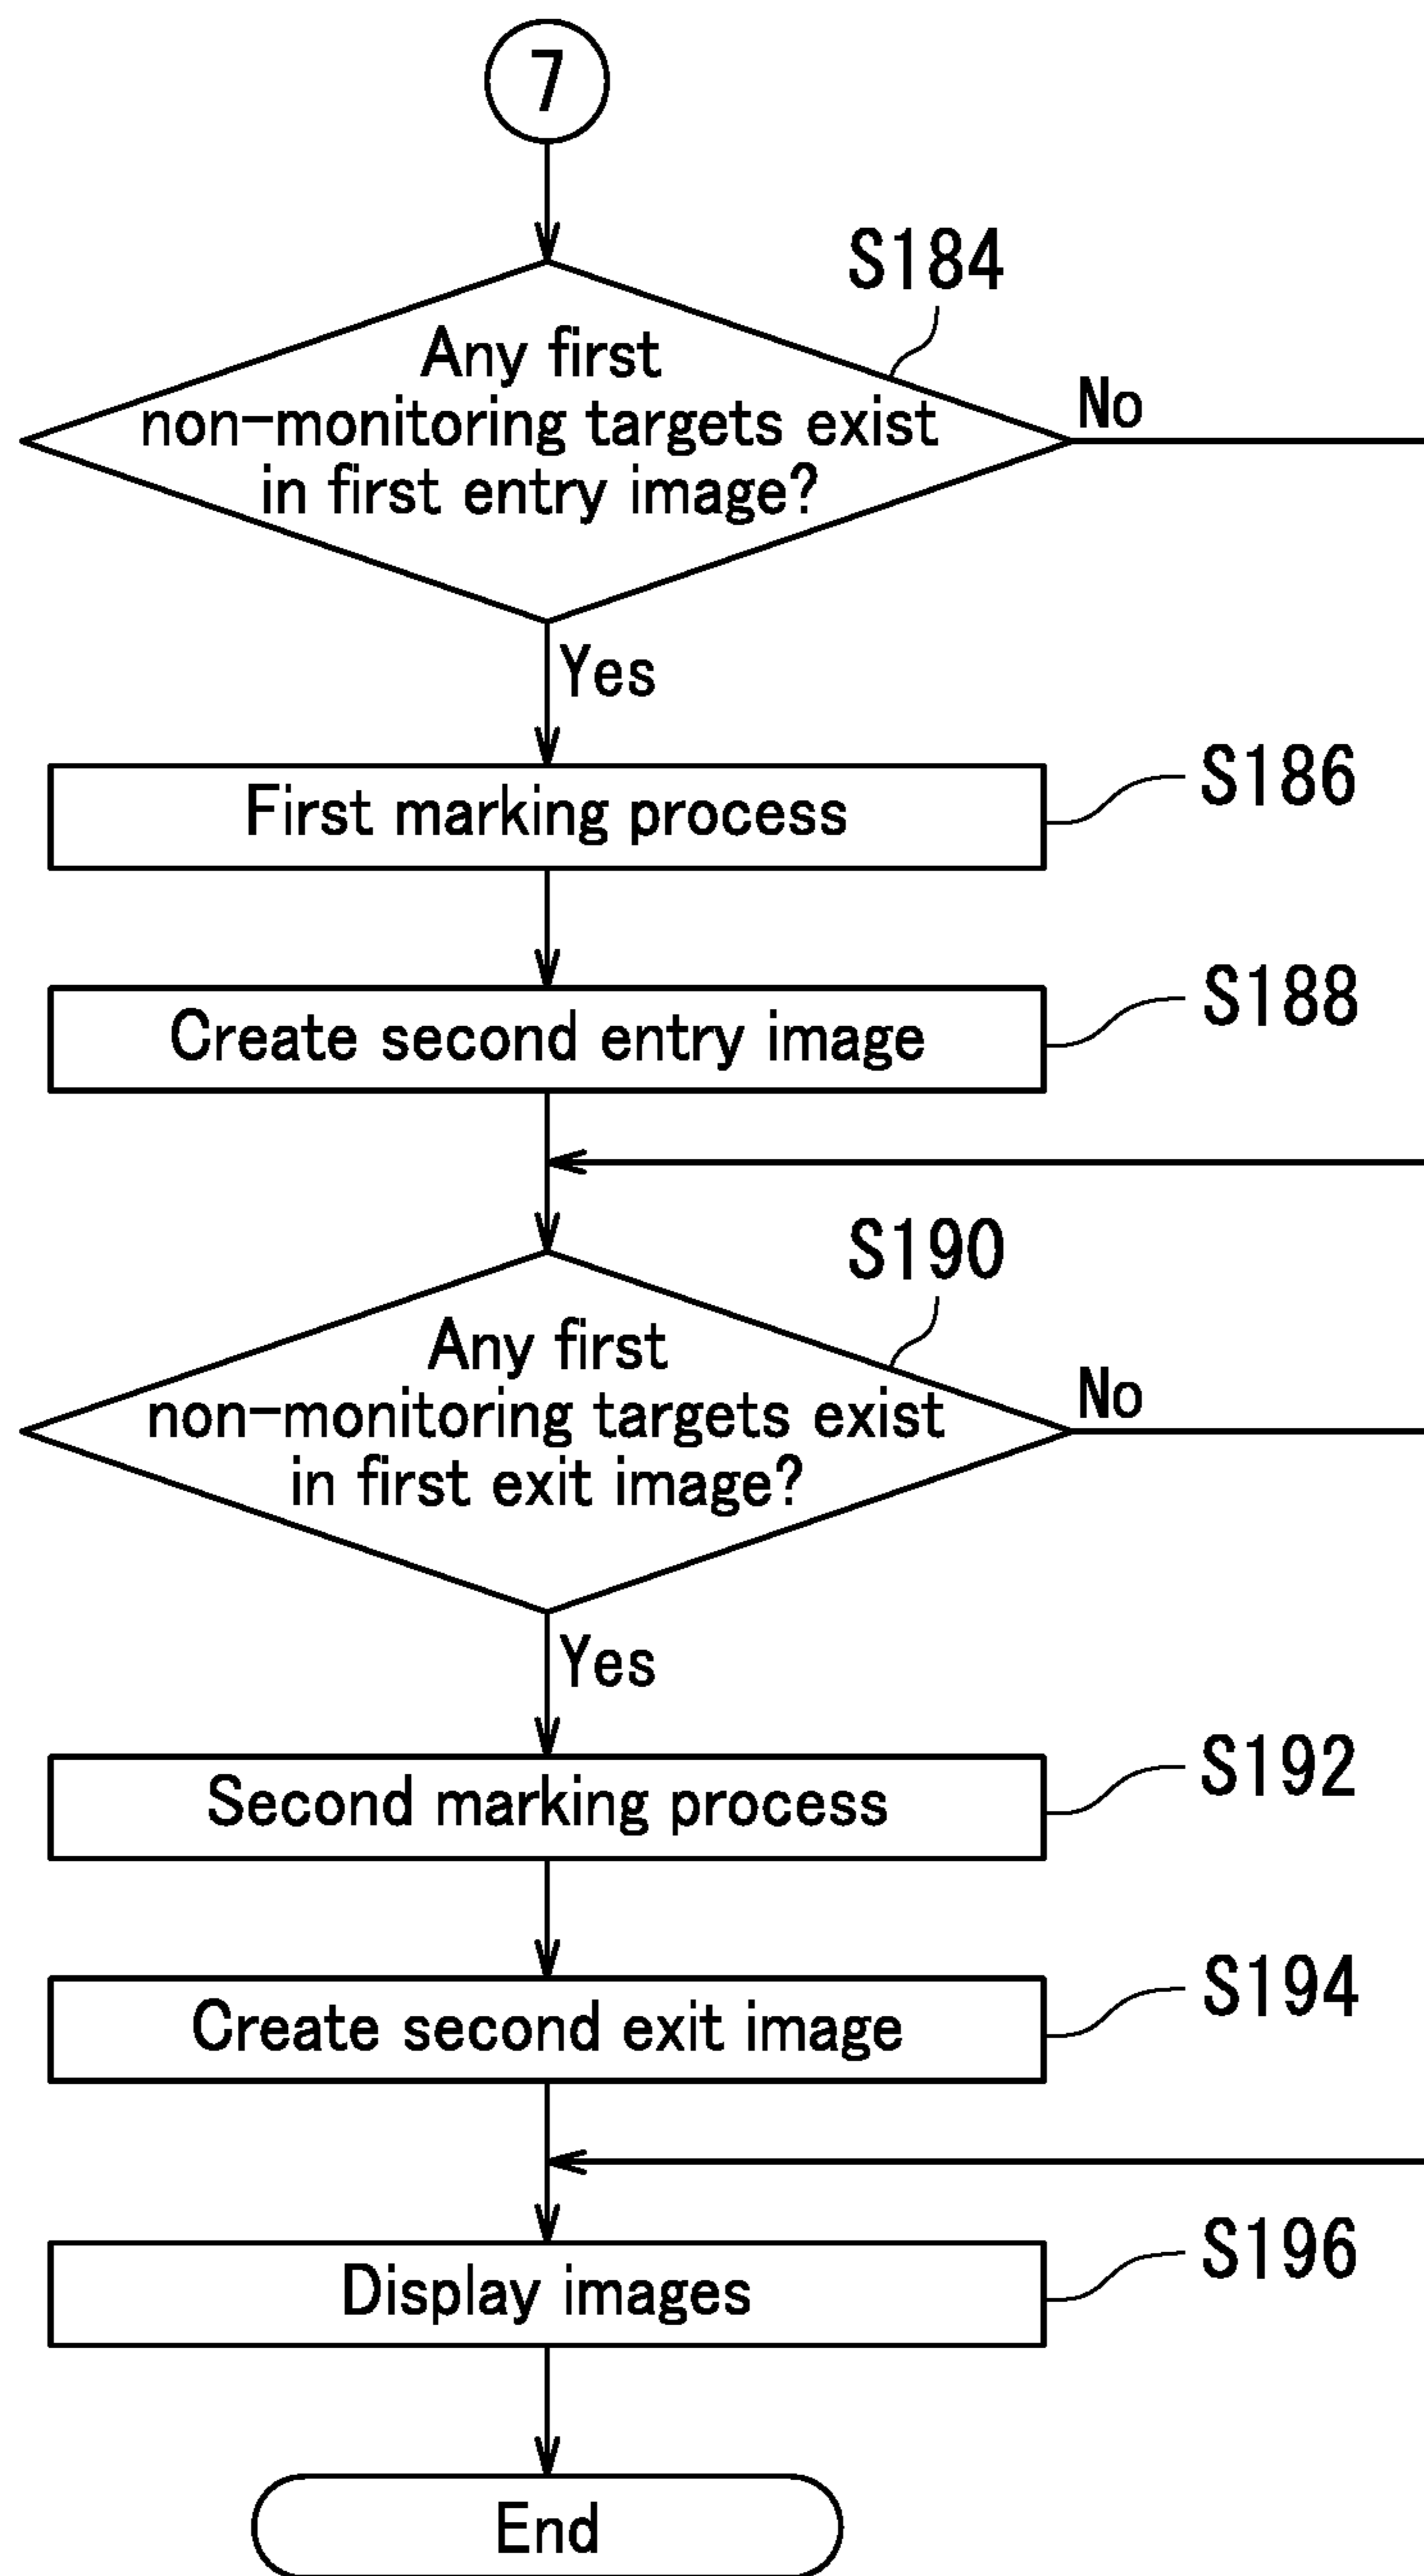 7
S184
Any first
non-monitoring targets exist
in first entry image?
No
Yes
First marking process
S186
Create second entry image
S188
S190
Any first
non-monitoring targets exist
in first exit image?
No
Yes
Second marking process
S192
Create second exit image
S194
Display images
S196
End